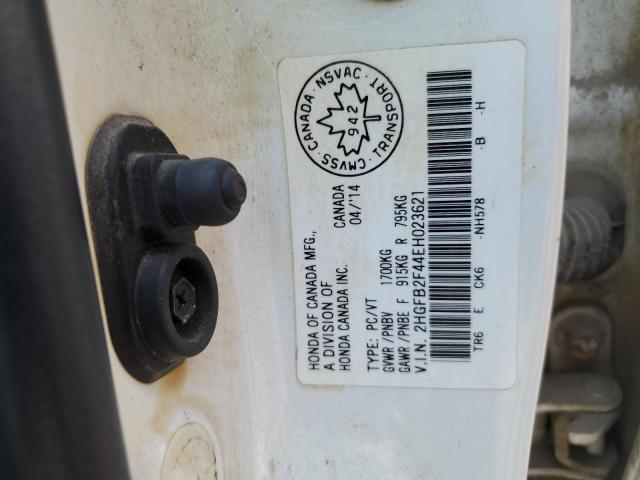 HONDA OF CANADA MFG., CANADA
A DIVISION OF 04/'14
HONDA CANADA INC.
TYPE: PC/VT
GVWR/PNBV 1700KG
GAWR/PNBE F 915KG R 795KG
V.I.N. 2HGFB2F44EH023621
TR6 E CK6 -NH578 -B -H
CANADA · NSVAC · TRANSPORT · CMVSS ·
942